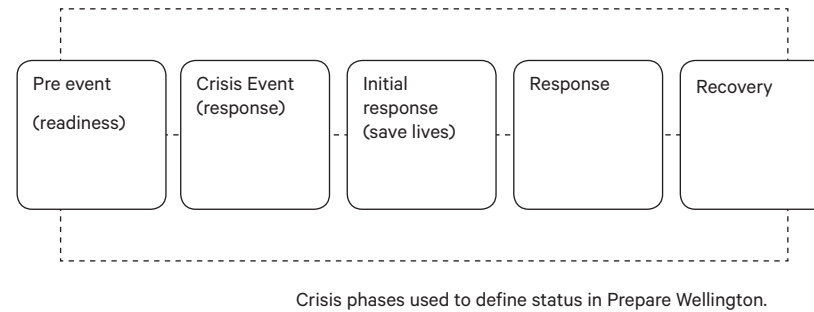 Pre event
(readiness)
Crisis Event
(response)
Initial
response
(save lives)
Response
Recovery
Crisis phases used to define status in Prepare Wellington.